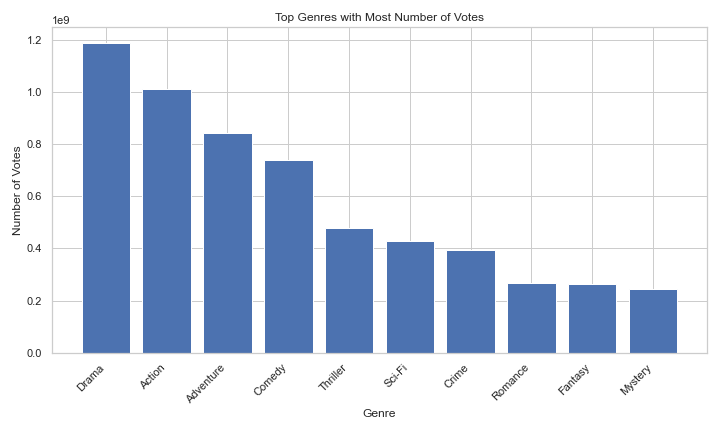 Top Genres with Most Number of Votes
1e9
1.2
1.0
0.8
0.6
0.4
0.2
0.0
Number of Votes
Drama
Action
Adventure
Comedy
Thriller
Sci-Fi
Crime
Romance
Fantasy
Mystery
Genre